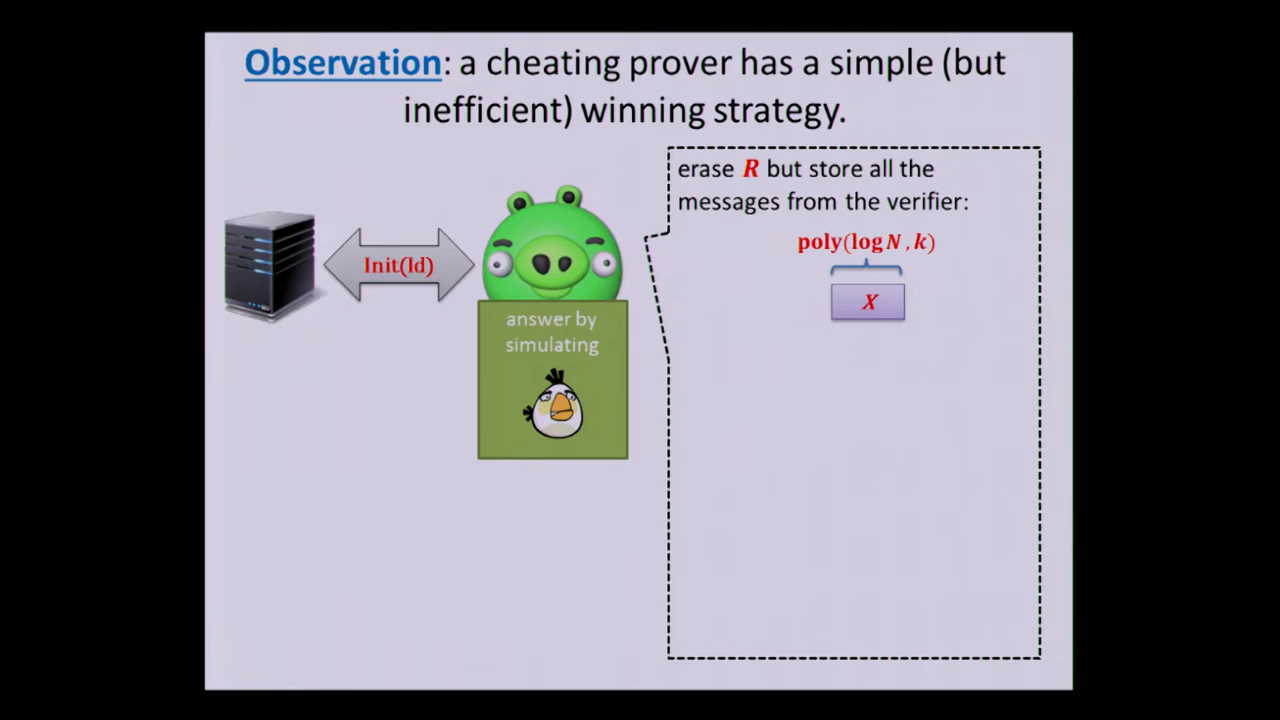 Observation: a cheating prover has a simple (but
inefficient) winning strategy.
erase R but store all the
messages from the verifier:
poly(log N , k)
X
Init(Id)
answer by
simulating